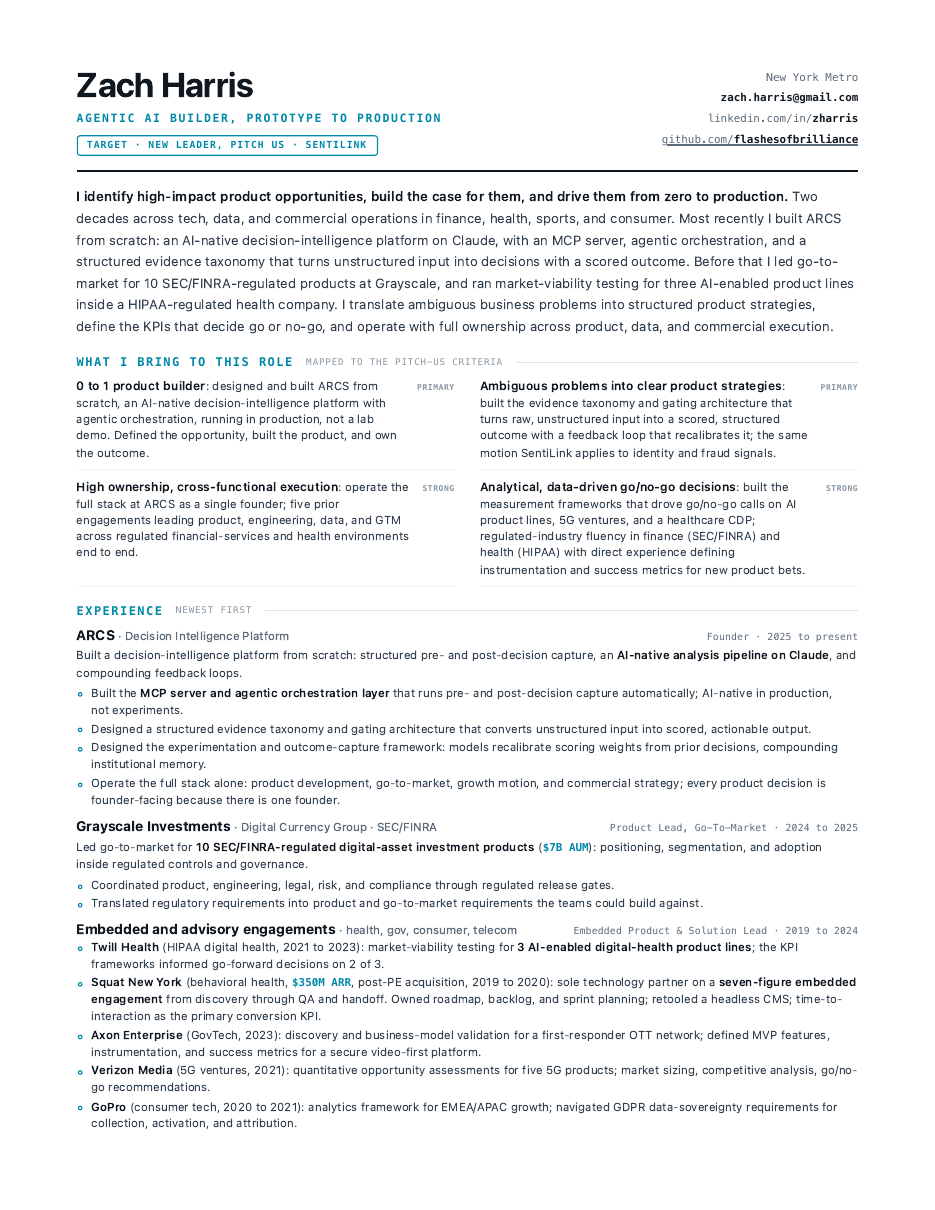 Zach Harris
AGENTIC AI BUILDER, PROTOTYPE TO PRODUCTION
TARGET · NEW LEADER, PITCH US · SENTILINK
New York Metro
zach.harris@gmail.com
linkedin.com/in/zharris
github.com/flashesofbrilliance
I identify high-impact product opportunities, build the case for them, and drive them from zero to production. Two
decades across tech, data, and commercial operations in finance, health, sports, and consumer. Most recently I built ARCS
from scratch: an AI-native decision-intelligence platform on Claude, with an MCP server, agentic orchestration, and a
structured evidence taxonomy that turns unstructured input into decisions with a scored outcome. Before that I led go-to-
market for 10 SEC/FINRA-regulated products at Grayscale, and ran market-viability testing for three AI-enabled product lines
inside a HIPAA-regulated health company. I translate ambiguous business problems into structured product strategies,
define the KPIs that decide go or no-go, and operate with full ownership across product, data, and commercial execution.
WHAT I BRING TO THIS ROLE MAPPED TO THE PITCH-US CRITERIA
0 to 1 product builder: designed and built ARCS from PRIMARY
scratch, an AI-native decision-intelligence platform with
agentic orchestration, running in production, not a lab
demo. Defined the opportunity, built the product, and own
the outcome.
Ambiguous problems into clear product strategies: PRIMARY
built the evidence taxonomy and gating architecture that
turns raw, unstructured input into a scored, structured
outcome with a feedback loop that recalibrates it; the same
motion SentiLink applies to identity and fraud signals.
High ownership, cross-functional execution: operate the STRONG
full stack at ARCS as a single founder; five prior
engagements leading product, engineering, data, and GTM
across regulated financial-services and health environments
end to end.
Analytical, data-driven go/no-go decisions: built the STRONG
measurement frameworks that drove go/no-go calls on AI
product lines, 5G ventures, and a healthcare CDP;
regulated-industry fluency in finance (SEC/FINRA) and
health (HIPAA) with direct experience defining
instrumentation and success metrics for new product bets.
EXPERIENCE NEWEST FIRST
ARCS · Decision Intelligence Platform Founder · 2025 to present
Built a decision-intelligence platform from scratch: structured pre- and post-decision capture, an AI-native analysis pipeline on Claude, and
compounding feedback loops.
Built the MCP server and agentic orchestration layer that runs pre- and post-decision capture automatically; AI-native in production,
not experiments.
Designed a structured evidence taxonomy and gating architecture that converts unstructured input into scored, actionable output.
Designed the experimentation and outcome-capture framework: models recalibrate scoring weights from prior decisions, compounding
institutional memory.
Operate the full stack alone: product development, go-to-market, growth motion, and commercial strategy; every product decision is
founder-facing because there is one founder.
Grayscale Investments · Digital Currency Group · SEC/FINRA Product Lead, Go-To-Market · 2024 to 2025
Led go-to-market for 10 SEC/FINRA-regulated digital-asset investment products ($7B AUM): positioning, segmentation, and adoption
inside regulated controls and governance.
Coordinated product, engineering, legal, risk, and compliance through regulated release gates.
Translated regulatory requirements into product and go-to-market requirements the teams could build against.
Embedded and advisory engagements · health, gov, consumer, telecom Embedded Product & Solution Lead · 2019 to 2024
Twill Health (HIPAA digital health, 2021 to 2023): market-viability testing for 3 AI-enabled digital-health product lines; the KPI
frameworks informed go-forward decisions on 2 of 3.
Squat New York (behavioral health, $350M ARR, post-PE acquisition, 2019 to 2020): sole technology partner on a seven-figure embedded
engagement from discovery through QA and handoff. Owned roadmap, backlog, and sprint planning; retooled a headless CMS; time-to-
interaction as the primary conversion KPI.
Axon Enterprise (GovTech, 2023): discovery and business-model validation for a first-responder OTT network; defined MVP features,
instrumentation, and success metrics for a secure video-first platform.
Verizon Media (5G ventures, 2021): quantitative opportunity assessments for five 5G products; market sizing, competitive analysis, go/no-
go recommendations.
GoPro (consumer tech, 2020 to 2021): analytics framework for EMEA/APAC growth; navigated GDPR data-sovereignty requirements for
collection, activation, and attribution.